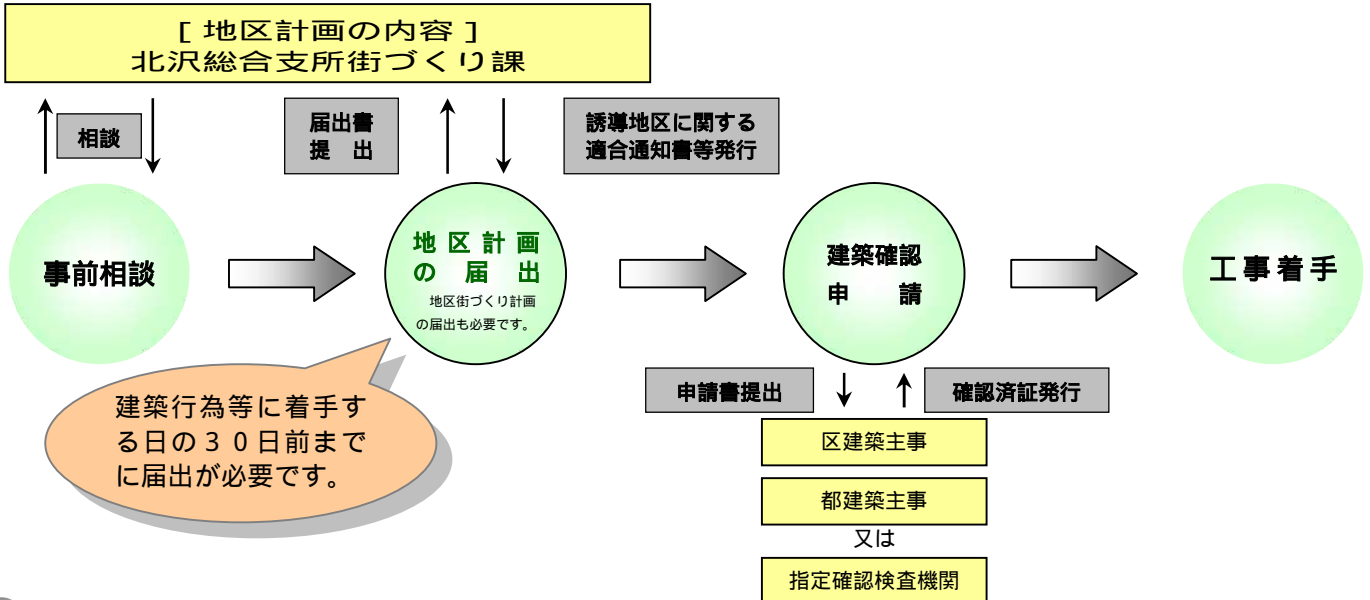 [ 地区計画の内容 ]
北沢総合支所街づくり課
相談
届出書
提 出
誘導地区に関する
適合通知書等発行
事前相談
地区計画
の 届 出
地区街づくり計画
の届出も必要です。
建築確認
申 請
工事着手
建築行為等に着手す
る日の30日前まで
に届出が必要です。
申請書提出
確認済証発行
区建築主事
都建築主事
又は
指定確認検査機関